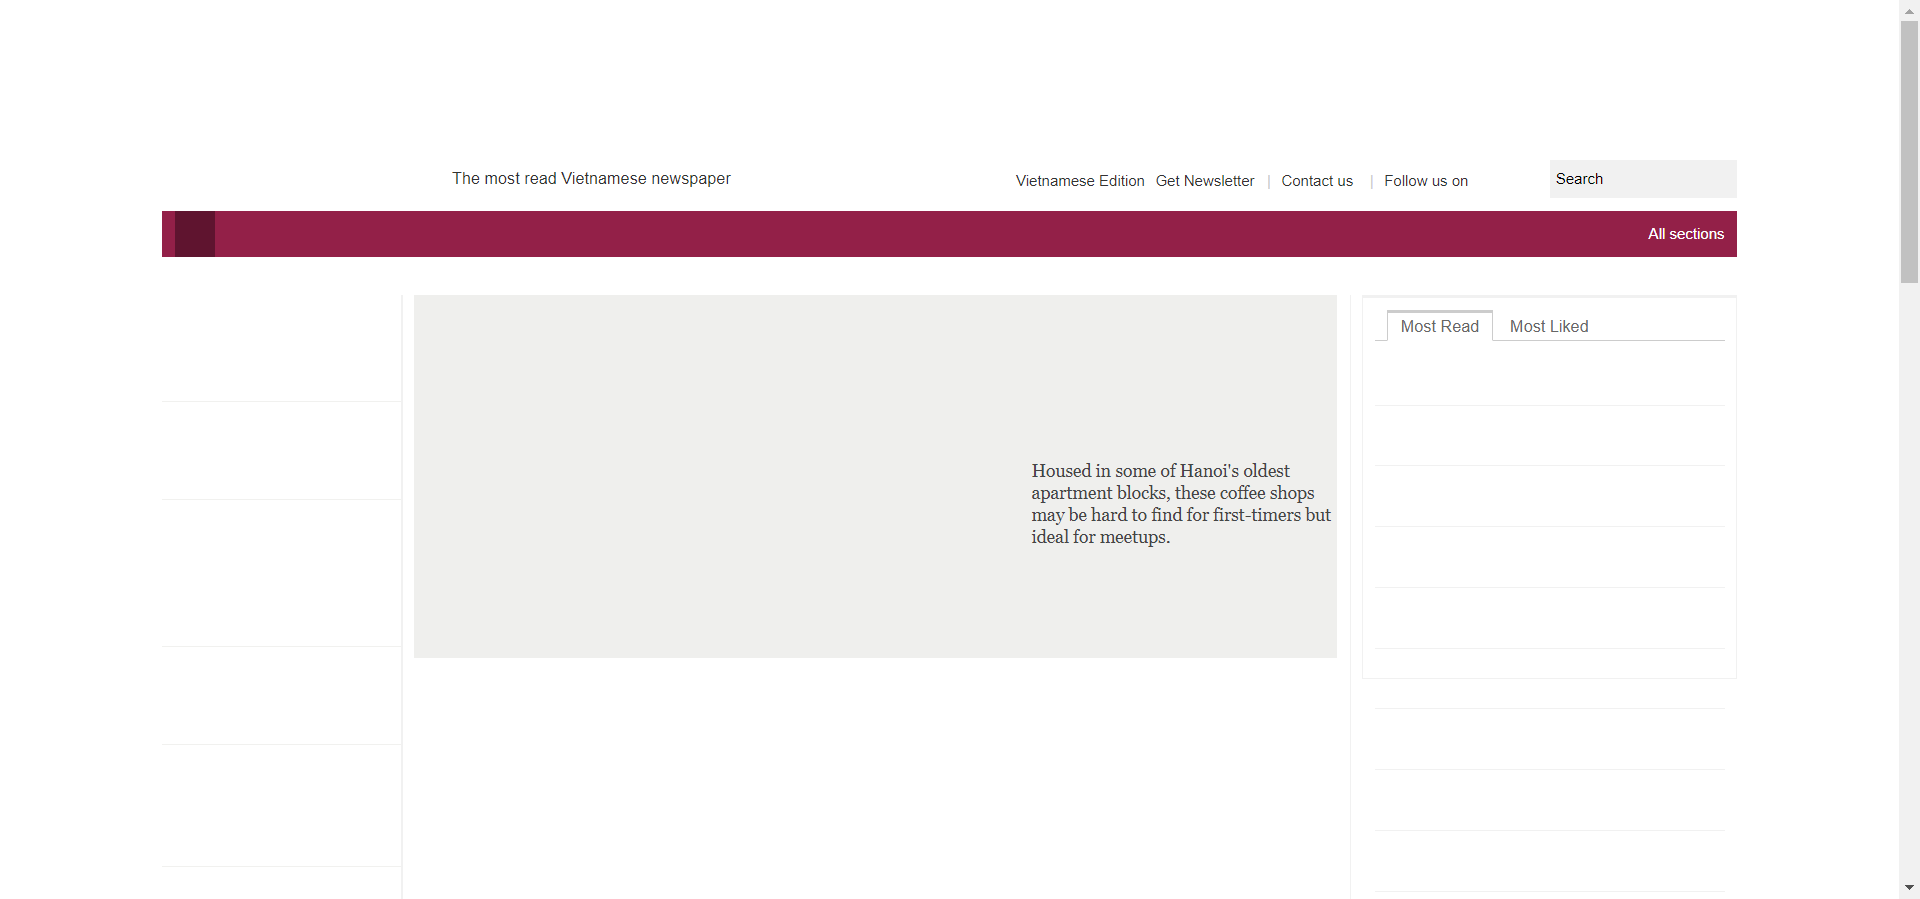 The most read Vietnamese newspaper
Vietnamese Edition Get Newsletter | Contact us | Follow us on
Search
All sections
Housed in some of Hanoi's oldest
apartment blocks, these coffee shops
may be hard to find for first-timers but
ideal for meetups.
Most Read Most Liked